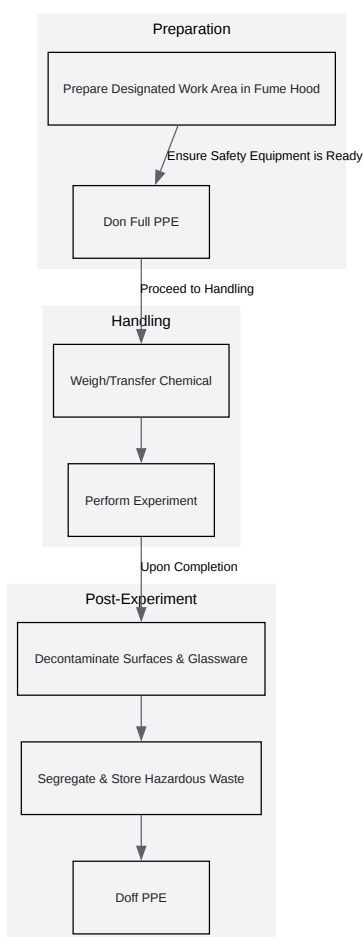 Preparation
Prepare Designated Work Area in Fume Hood
Ensure Safety Equipment is Ready
Don Full PPE
Proceed to Handling
Handling
Weigh/Transfer Chemical
Perform Experiment
Upon Completion
Post-Experiment
Decontaminate Surfaces & Glassware
Segregate & Store Hazardous Waste
Doff PPE